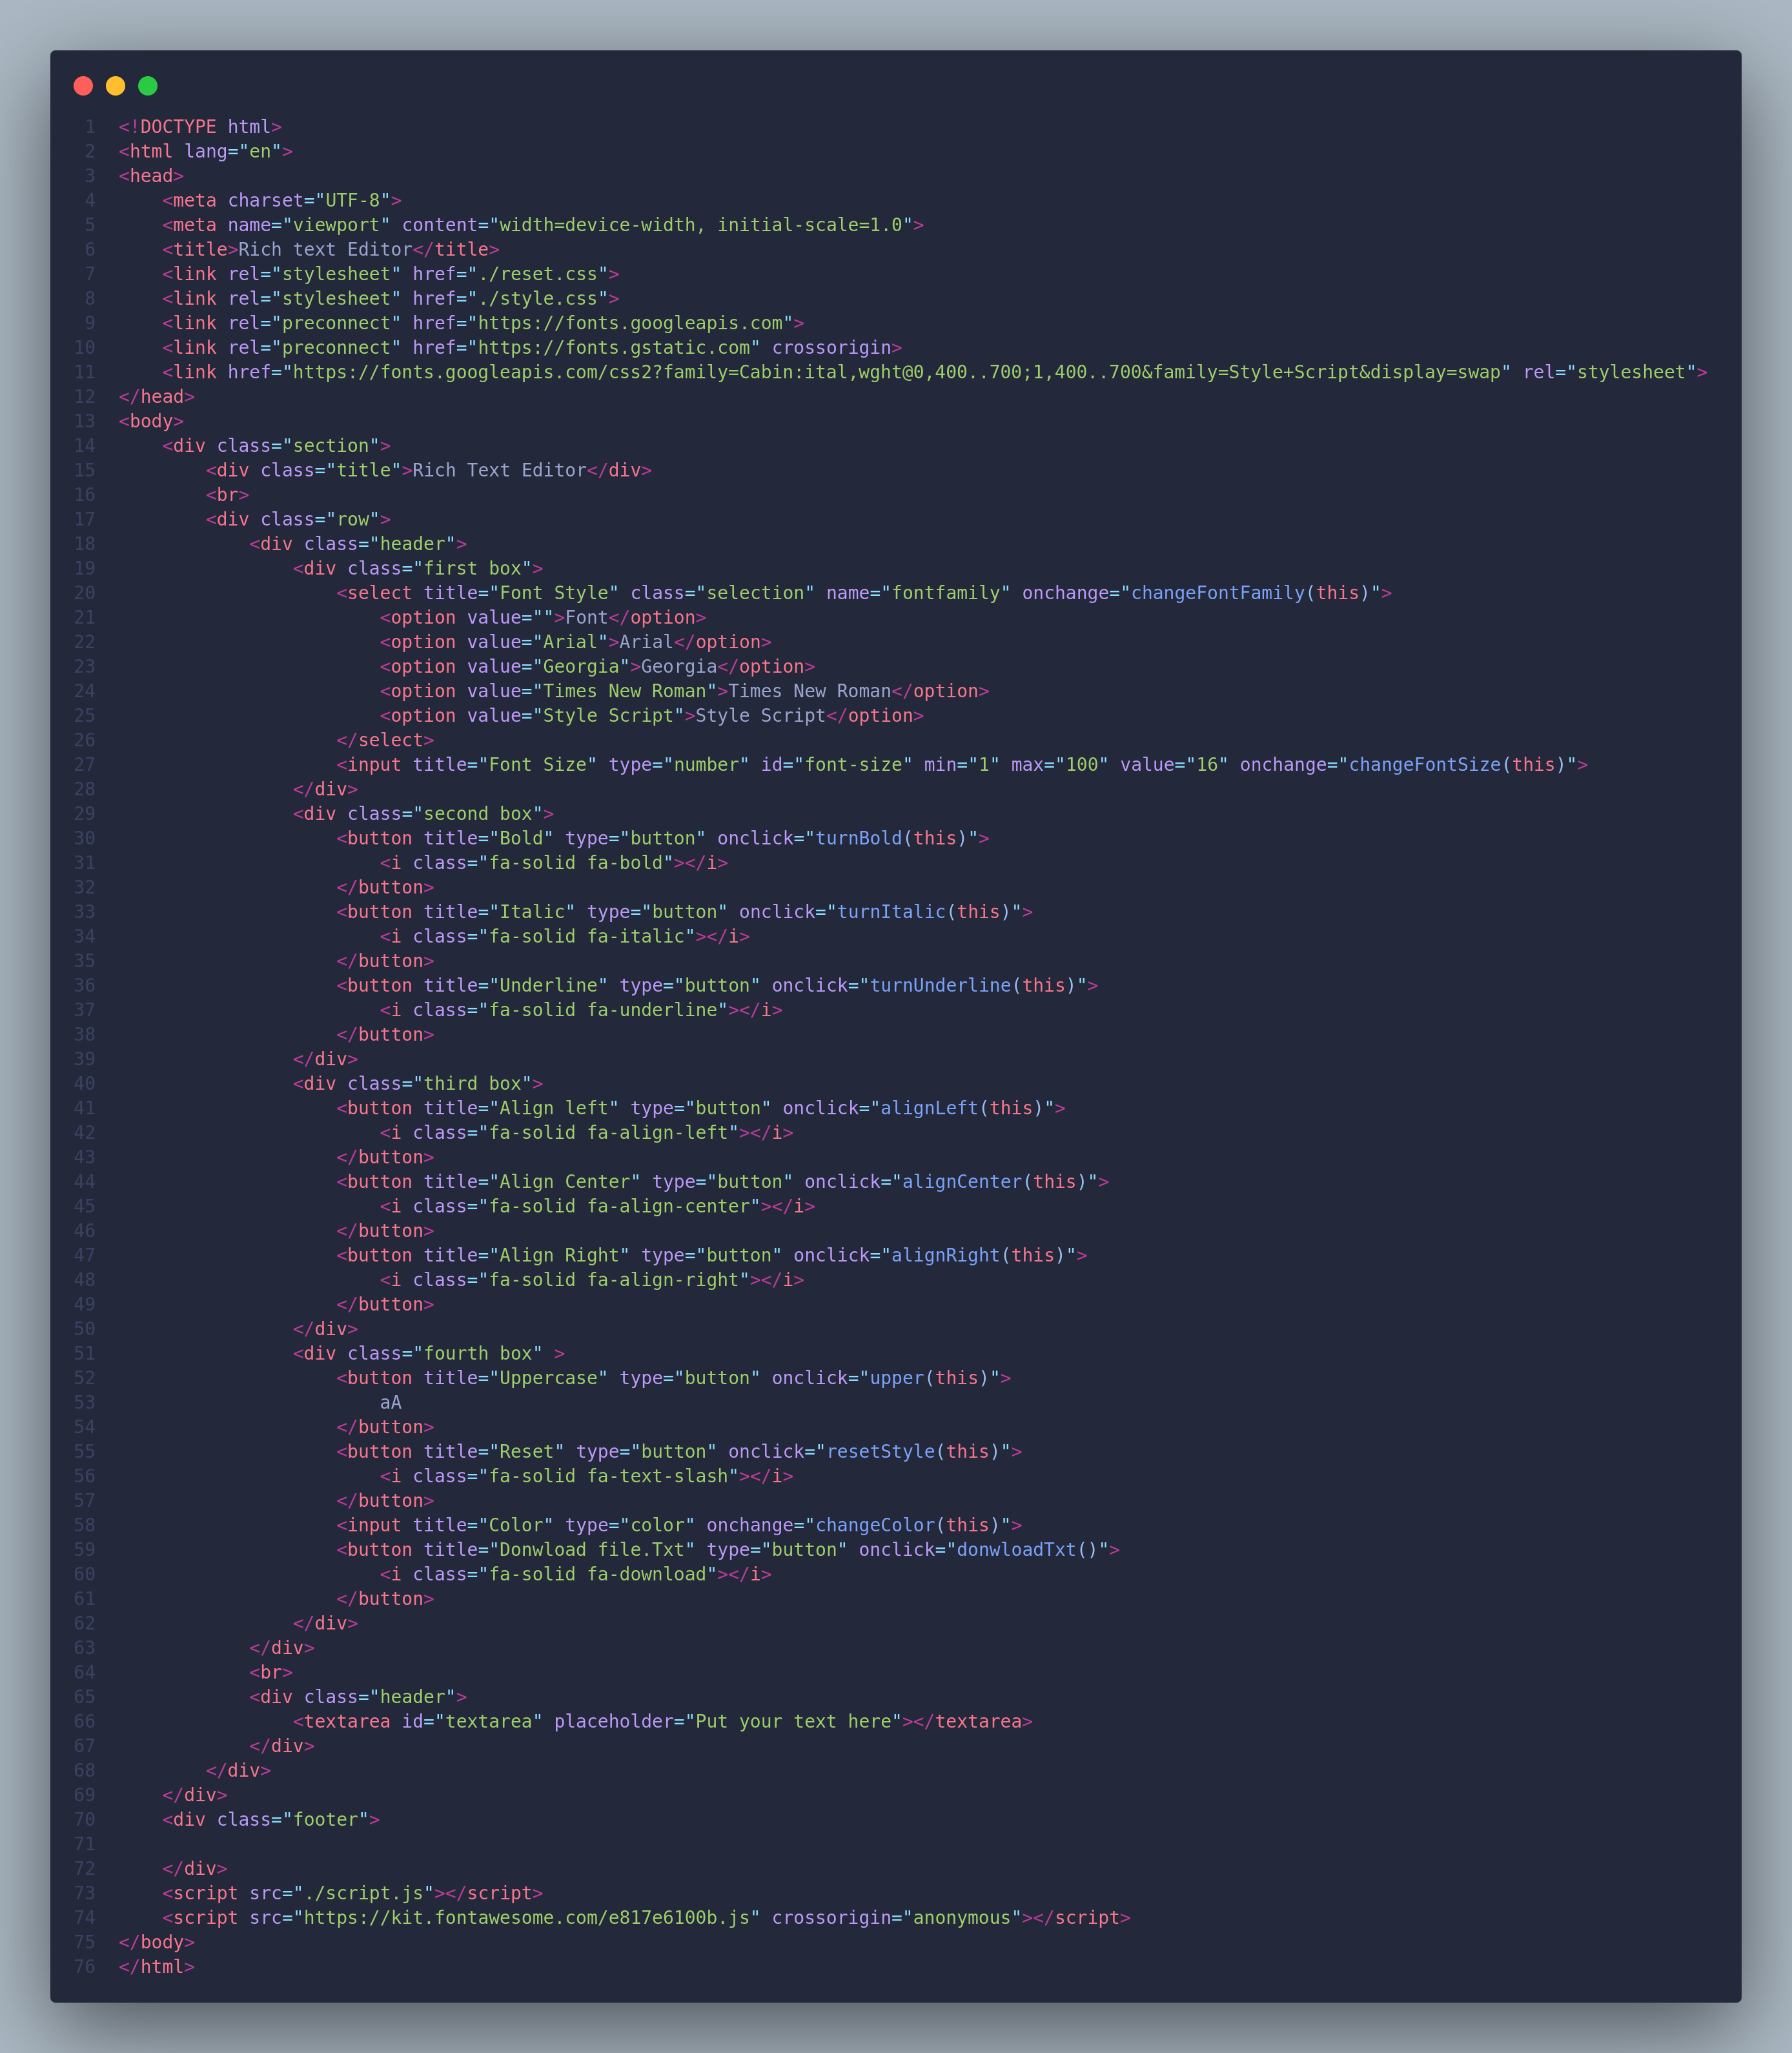 1 <!DOCTYPE html>
2 <html lang="en">
3 <head>
4     <meta charset="UTF-8">
5     <meta name="viewport" content="width=device-width, initial-scale=1.0">
6     <title>Rich text Editor</title>
7     <link rel="stylesheet" href="./reset.css">
8     <link rel="stylesheet" href="./style.css">
9     <link rel="preconnect" href="https://fonts.googleapis.com">
10     <link rel="preconnect" href="https://fonts.gstatic.com" crossorigin>
11     <link href="https://fonts.googleapis.com/css2?family=Cabin:ital,wght@0,400..700;1,400..700&family=Style+Script&display=swap" rel="stylesheet">
12 </head>
13 <body>
14     <div class="section">
15         <div class="title">Rich Text Editor</div>
16         <br>
17         <div class="row">
18             <div class="header">
19                 <div class="first box">
20                     <select title="Font Style" class="selection" name="fontfamily" onchange="changeFontFamily(this)">
21                         <option value="">Font</option>
22                         <option value="Arial">Arial</option>
23                         <option value="Georgia">Georgia</option>
24                         <option value="Times New Roman">Times New Roman</option>
25                         <option value="Style Script">Style Script</option>
26                     </select>
27                     <input title="Font Size" type="number" id="font-size" min="1" max="100" value="16" onchange="changeFontSize(this)">
28                 </div>
29                 <div class="second box">
30                     <button title="Bold" type="button" onclick="turnBold(this)">
31                         <i class="fa-solid fa-bold"></i>
32                     </button>
33                     <button title="Italic" type="button" onclick="turnItalic(this)">
34                         <i class="fa-solid fa-italic"></i>
35                     </button>
36                     <button title="Underline" type="button" onclick="turnUnderline(this)">
37                         <i class="fa-solid fa-underline"></i>
38                     </button>
39                 </div>
40                 <div class="third box">
41                     <button title="Align left" type="button" onclick="alignLeft(this)">
42                         <i class="fa-solid fa-align-left"></i>
43                     </button>
44                     <button title="Align Center" type="button" onclick="alignCenter(this)">
45                         <i class="fa-solid fa-align-center"></i>
46                     </button>
47                     <button title="Align Right" type="button" onclick="alignRight(this)">
48                         <i class="fa-solid fa-align-right"></i>
49                     </button>
50                 </div>
51                 <div class="fourth box" >
52                     <button title="Uppercase" type="button" onclick="upper(this)">
53                         aA
54                     </button>
55                     <button title="Reset" type="button" onclick="resetStyle(this)">
56                         <i class="fa-solid fa-text-slash"></i>
57                     </button>
58                     <input title="Color" type="color" onchange="changeColor(this)">
59                     <button title="Donwload file.Txt" type="button" onclick="donwloadTxt()">
60                         <i class="fa-solid fa-download"></i>
61                     </button>
62                 </div>
63             </div>
64             <br>
65             <div class="header">
66                 <textarea id="textarea" placeholder="Put your text here"></textarea>
67             </div>
68         </div>
69     </div>
70     <div class="footer">
71
72     </div>
73     <script src="./script.js"></script>
74     <script src="https://kit.fontawesome.com/e817e6100b.js" crossorigin="anonymous"></script>
75 </body>
76 </html>